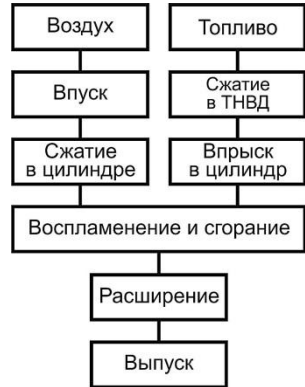 Воздух
Топливо
Впуск
Сжатие
в ТНВД
Сжатие
в цилиндре
Впрыск
в цилиндр
Воспламенение и сгорание
Расширение
Выпуск